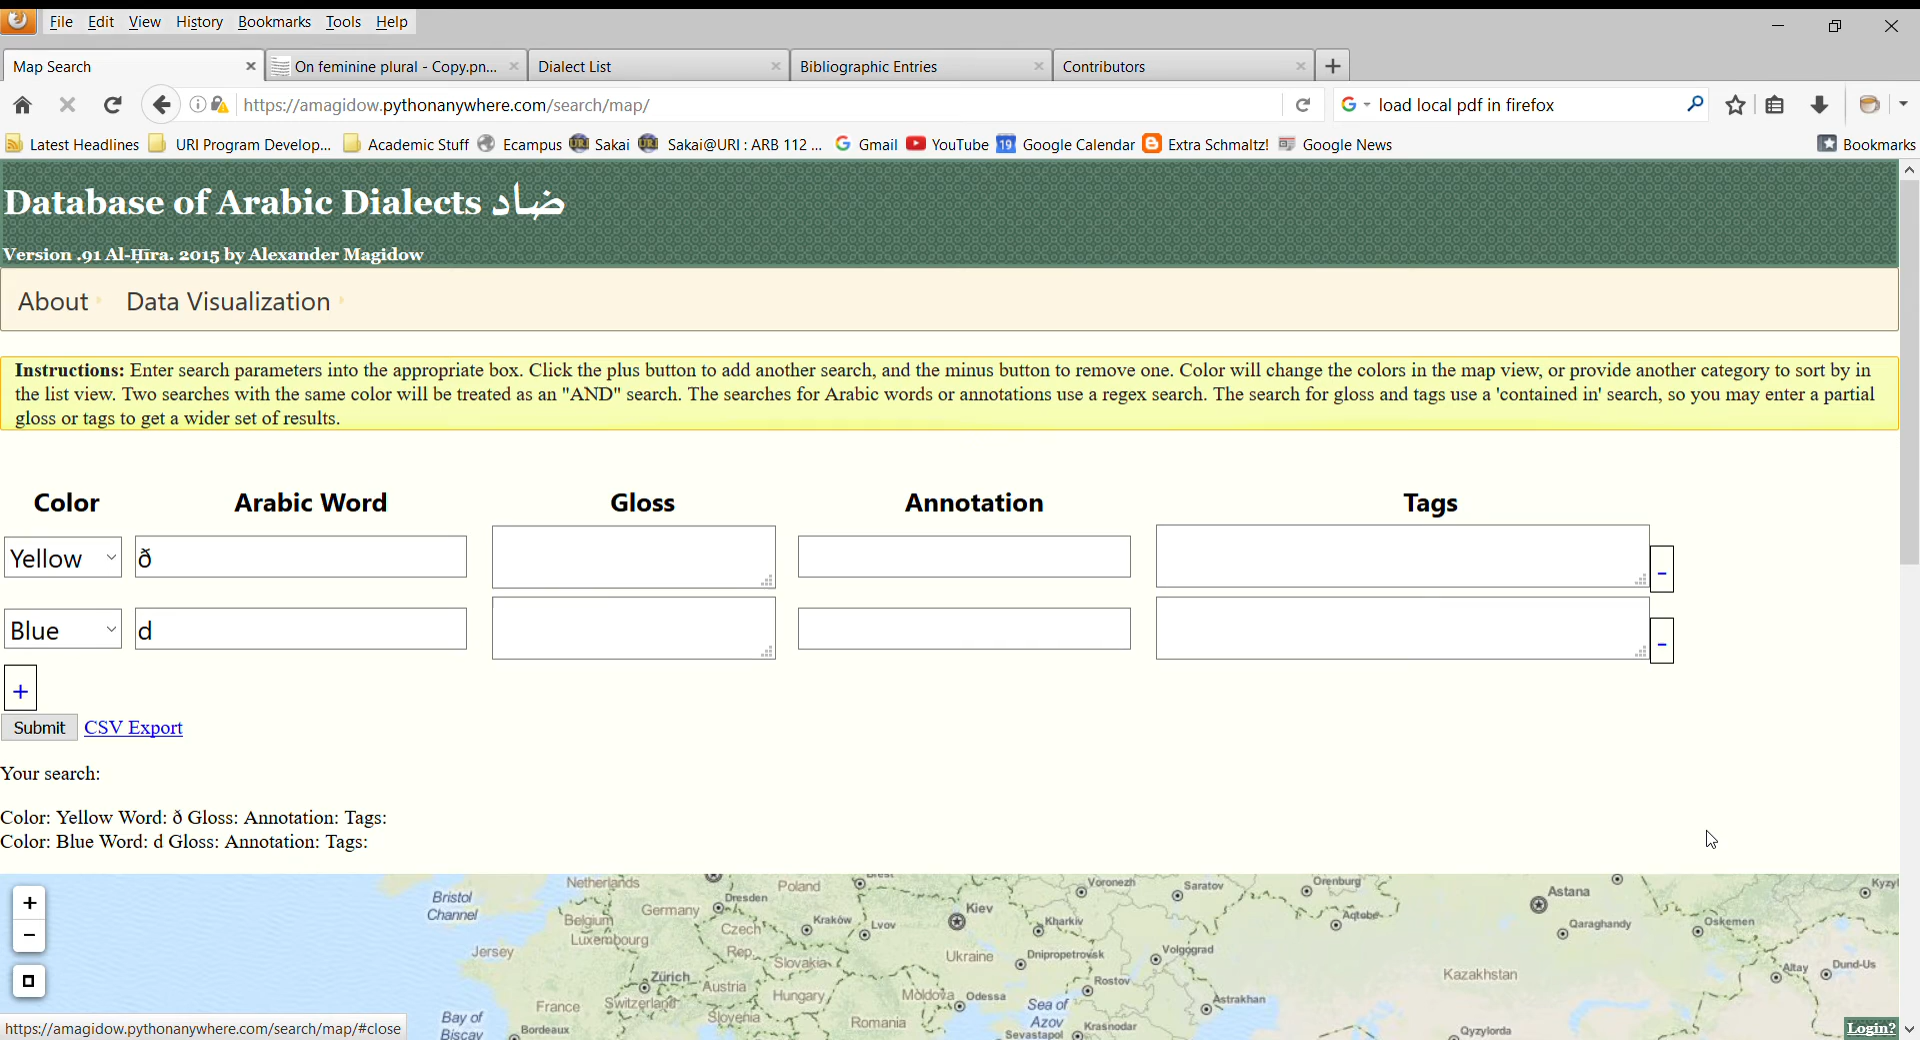 File Edit View History Bookmarks Tools Help
Map Search
On feminine plural - Copy.pn...
Dialect List
Bibliographic Entries
Contributors
https://amagidow.pythonanywhere.com/search/map/
load local pdf in firefox
Latest Headlines URI Program Develop... Academic Stuff Ecampus Sakai Sakai@URI : ARB 112 ... Gmail YouTube Google Calendar Extra Schmaltz! Google News Bookmarks
Database of Arabic Dialects ضاد
Version .91 Al-Ḥīra. 2015 by Alexander Magidow
About Data Visualization
Instructions: Enter search parameters into the appropriate box. Click the plus button to add another search, and the minus button to remove one. Color will change the colors in the map view, or provide another category to sort by in
the list view. Two searches with the same color will be treated as an "AND" search. The searches for Arabic words or annotations use a regex search. The search for gloss and tags use a 'contained in' search, so you may enter a partial
gloss or tags to get a wider set of results.
Color Arabic Word Gloss Annotation Tags
Yellow ð -
Blue d -
+
Submit CSV Export
Your search:
Color: Yellow Word: ð Gloss: Annotation: Tags:
Color: Blue Word: d Gloss: Annotation: Tags:
+
−
Netherlands
Poland
Voronezh
Saratov
Orenburg
Astana
Kyzyl
Bristol
Channel
Dresden
Germany
Belgium
Kraków
Lvov
Kiev
Kharkiv
Aqtobe
Qaraghandy
Oskemen
Luxembourg
Czech
Rep.
Jersey
Slovakia
Ukraine
Dnipropetrovsk
Volgograd
Kazakhstan
Altay
Dund-Us
Zürich
Austria
Hungary
Moldova
Odessa
Rostov
Astrakhan
France
Switzerland
Slovenia
Romania
Sea of
Azov
Krasnodar
Sevastapol
Bay of
Biscay
Bordeaux
Qyzylorda
https://amagidow.pythonanywhere.com/search/map/#close
Login?